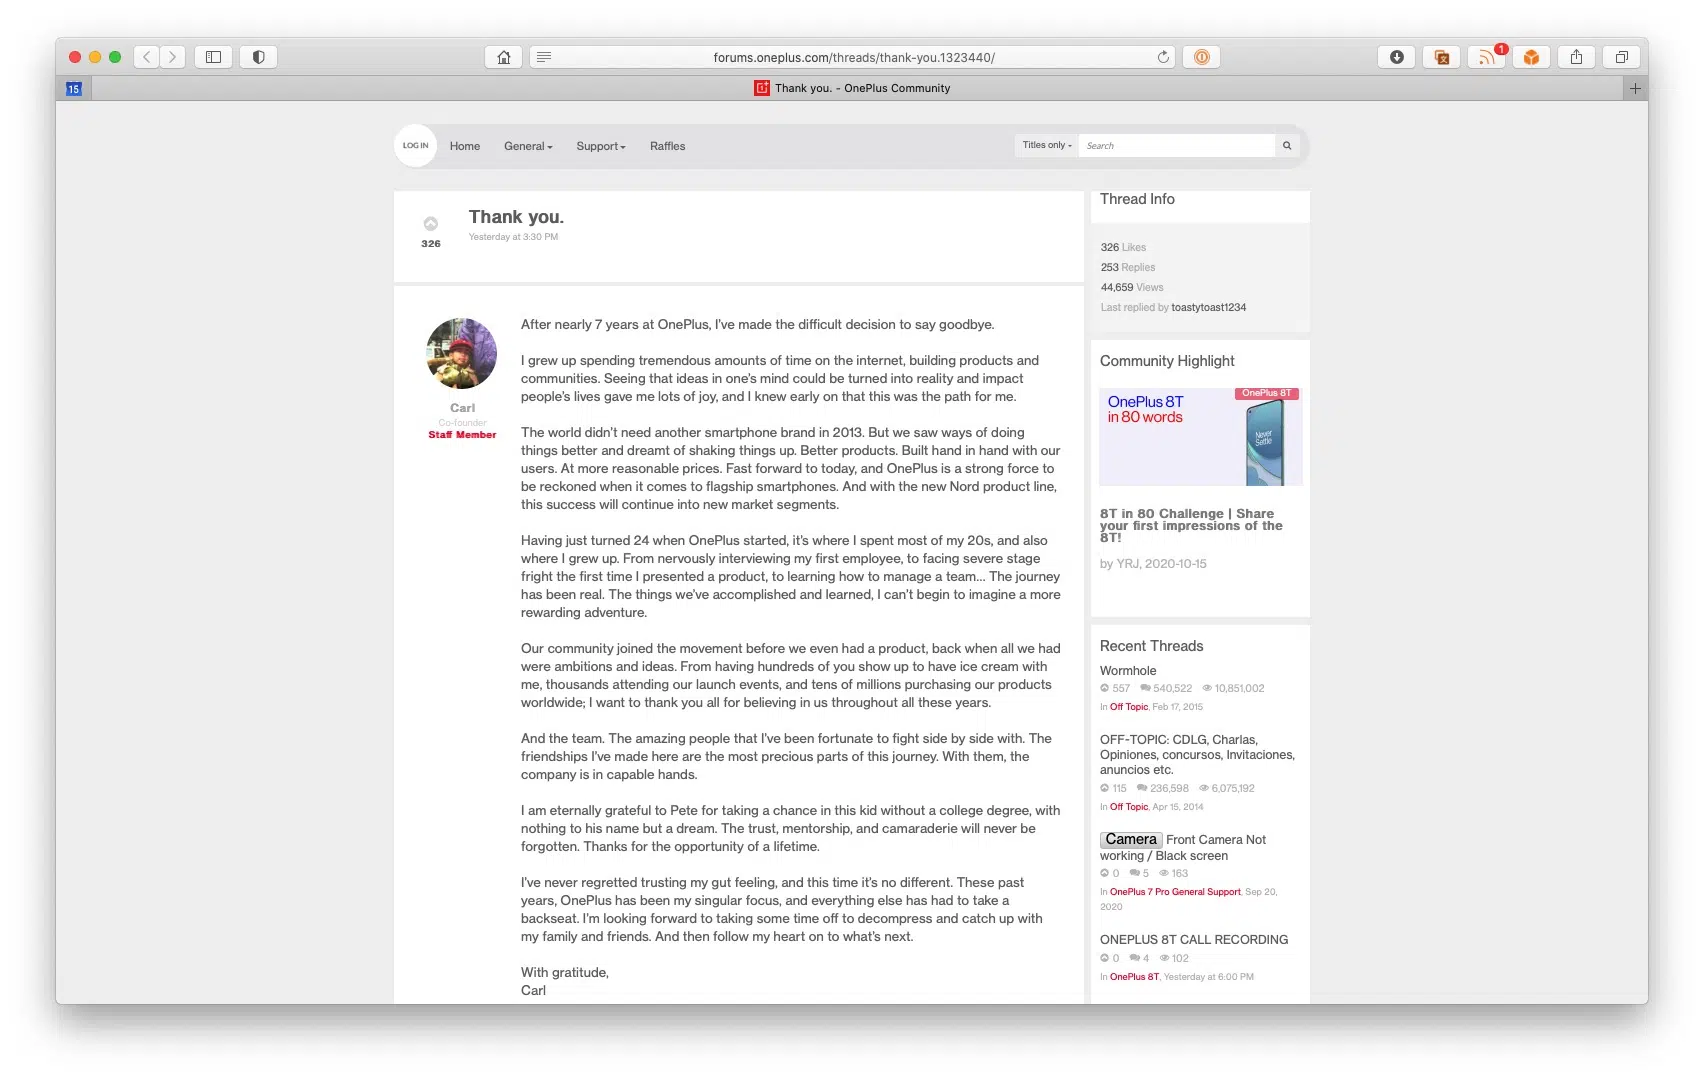 forums.oneplus.com/threads/thank-you.1323440/
1
15
Thank you. - OnePlus Community
LOG IN
Home
General
Support
Raffles
Titles only
Search
326
Thank you.
Yesterday at 3:30 PM
Carl
Co-founder
Staff Member
After nearly 7 years at OnePlus, I've made the difficult decision to say goodbye.
I grew up spending tremendous amounts of time on the internet, building products and
communities. Seeing that ideas in one's mind could be turned into reality and impact
people's lives gave me lots of joy, and I knew early on that this was the path for me.
The world didn't need another smartphone brand in 2013. But we saw ways of doing
things better and dreamt of shaking things up. Better products. Built hand in hand with our
users. At more reasonable prices. Fast forward to today, and OnePlus is a strong force to
be reckoned when it comes to flagship smartphones. And with the new Nord product line,
this success will continue into new market segments.
Having just turned 24 when OnePlus started, it's where I spent most of my 20s, and also
where I grew up. From nervously interviewing my first employee, to facing severe stage
fright the first time I presented a product, to learning how to manage a team... The journey
has been real. The things we've accomplished and learned, I can't begin to imagine a more
rewarding adventure.
Our community joined the movement before we even had a product, back when all we had
were ambitions and ideas. From having hundreds of you show up to have ice cream with
me, thousands attending our launch events, and tens of millions purchasing our products
worldwide; I want to thank you all for believing in us throughout all these years.
And the team. The amazing people that I've been fortunate to fight side by side with. The
friendships I've made here are the most precious parts of this journey. With them, the
company is in capable hands.
I am eternally grateful to Pete for taking a chance in this kid without a college degree, with
nothing to his name but a dream. The trust, mentorship, and camaraderie will never be
forgotten. Thanks for the opportunity of a lifetime.
I've never regretted trusting my gut feeling, and this time it's no different. These past
years, OnePlus has been my singular focus, and everything else has had to take a
backseat. I'm looking forward to taking some time off to decompress and catch up with
my family and friends. And then follow my heart on to what's next.
With gratitude,
Carl
Thread Info
326 Likes
253 Replies
44,659 Views
Last replied by toastytoast1234
Community Highlight
OnePlus 8T
in 80 words
OnePlus 8T
Never
Settle
8T in 80 Challenge | Share
your first impressions of the
8T!
by YRJ, 2020-10-15
Recent Threads
Wormhole
557 540,522 10,851,002
In Off Topic, Feb 17, 2015
OFF-TOPIC: CDLG, Charlas,
Opiniones, concursos, Invitaciones,
anuncios etc.
115 236,598 6,075,192
In Off Topic, Apr 15, 2014
Camera Front Camera Not
working / Black screen
0 5 163
In OnePlus 7 Pro General Support, Sep 20,
2020
ONEPLUS 8T CALL RECORDING
0 4 102
In OnePlus 8T, Yesterday at 6:00 PM